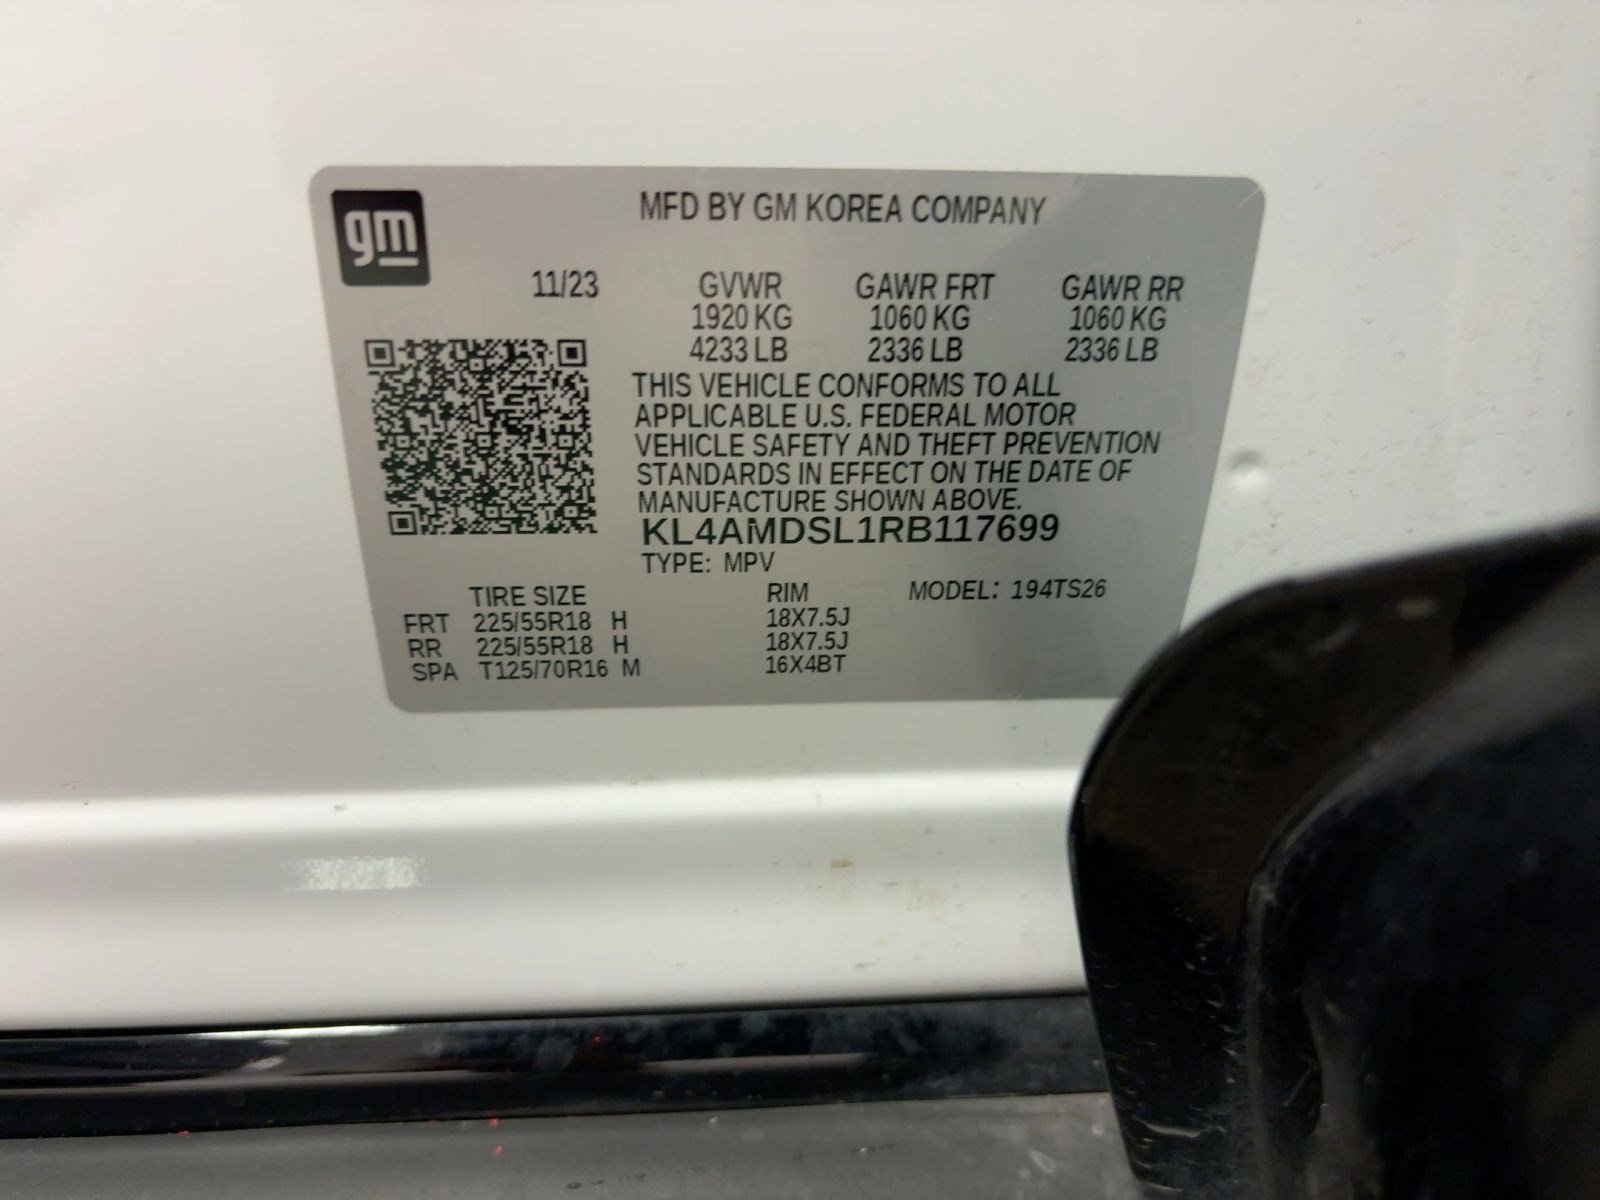 gm
MFD BY GM KOREA COMPANY
11/23 GVWR GAWR FRT GAWR RR
1920 KG 1060 KG 1060 KG
4233 LB 2336 LB 2336 LB
THIS VEHICLE CONFORMS TO ALL
APPLICABLE U.S. FEDERAL MOTOR
VEHICLE SAFETY AND THEFT PREVENTION
STANDARDS IN EFFECT ON THE DATE OF
MANUFACTURE SHOWN ABOVE.
KL4AMDSL1RB117699
TYPE: MPV
TIRE SIZE RIM MODEL: 194TS26
FRT 225/55R18 H 18X7.5J
RR 225/55R18 H 18X7.5J
SPA T125/70R16 M 16X4BT